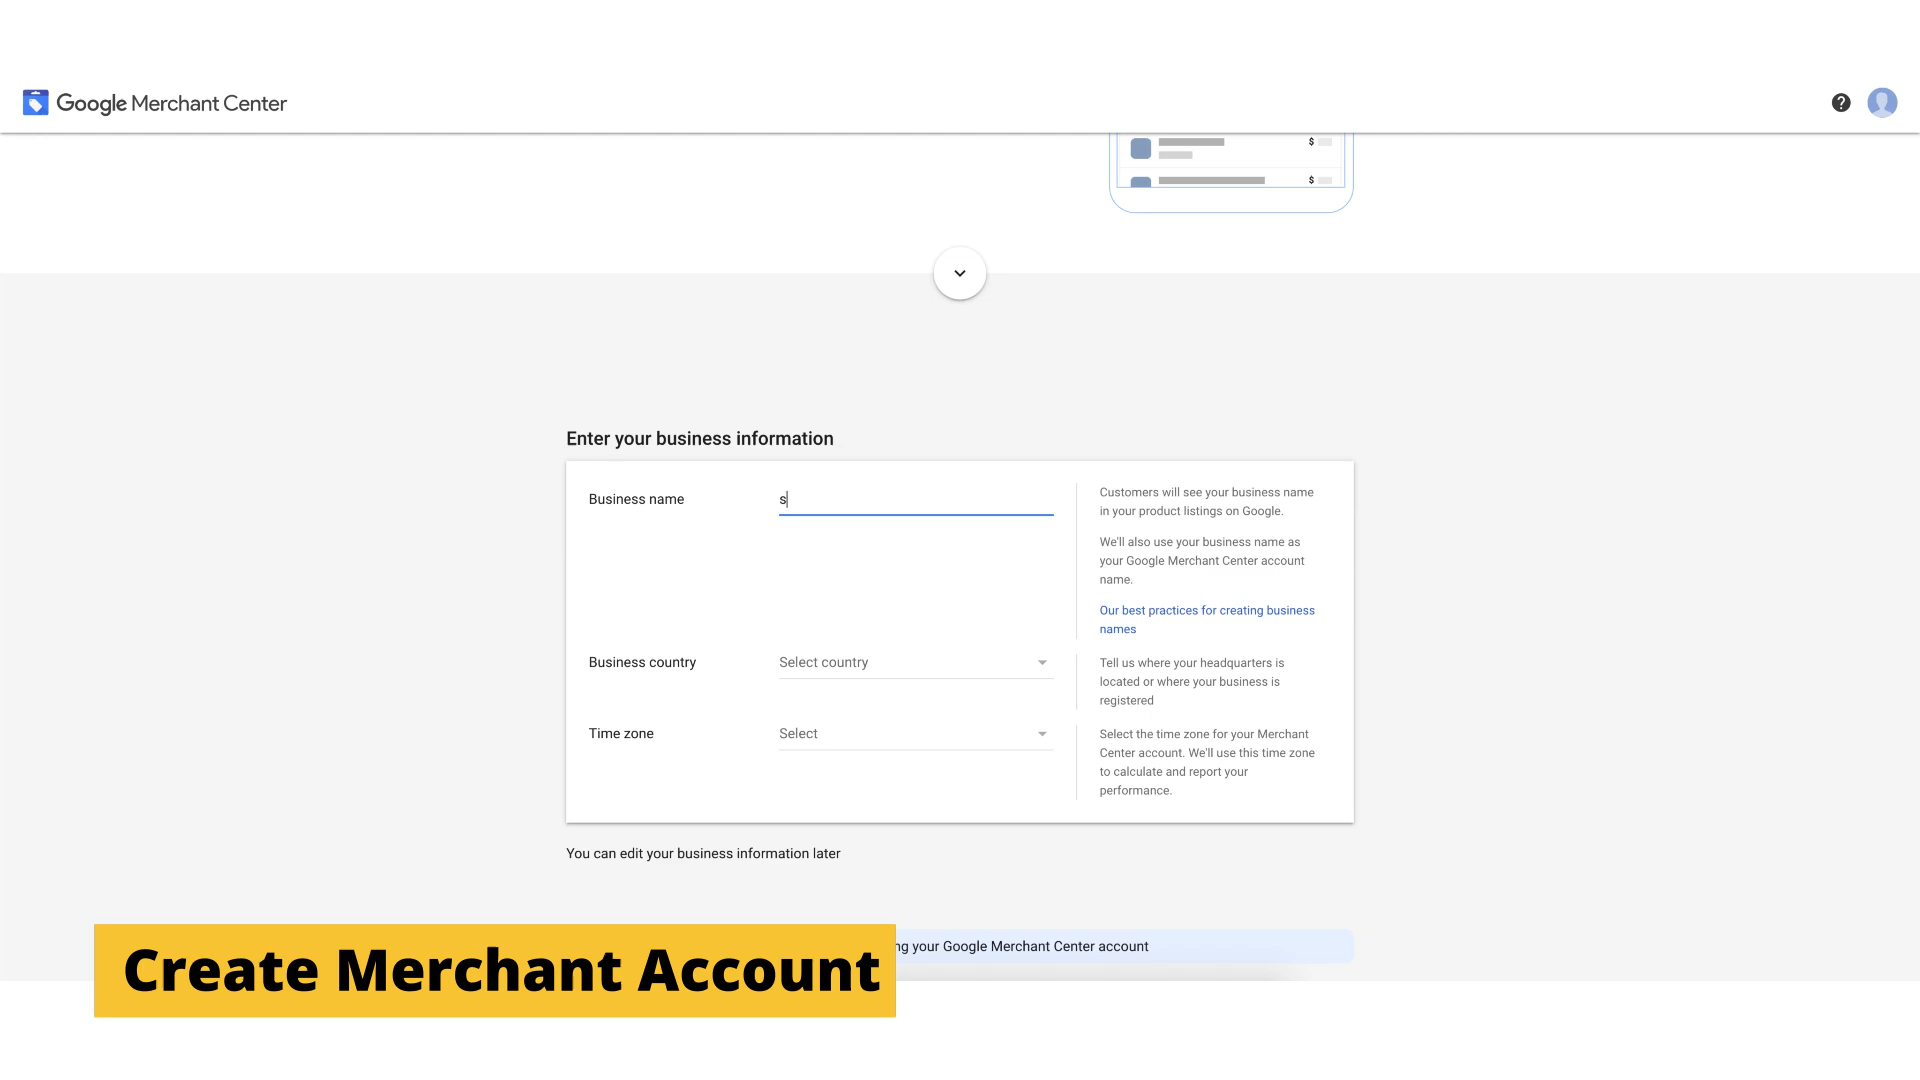 Google Merchant Center
$
$
Enter your business information
Business name
s
Customers will see your business name
in your product listings on Google.
We'll also use your business name as
your Google Merchant Center account
name.
Our best practices for creating business
names
Business country
Select country
Tell us where your headquarters is
located or where your business is
registered
Time zone
Select
Select the time zone for your Merchant
Center account. We'll use this time zone
to calculate and report your
performance.
You can edit your business information later
your Google Merchant Center account
Create Merchant Account